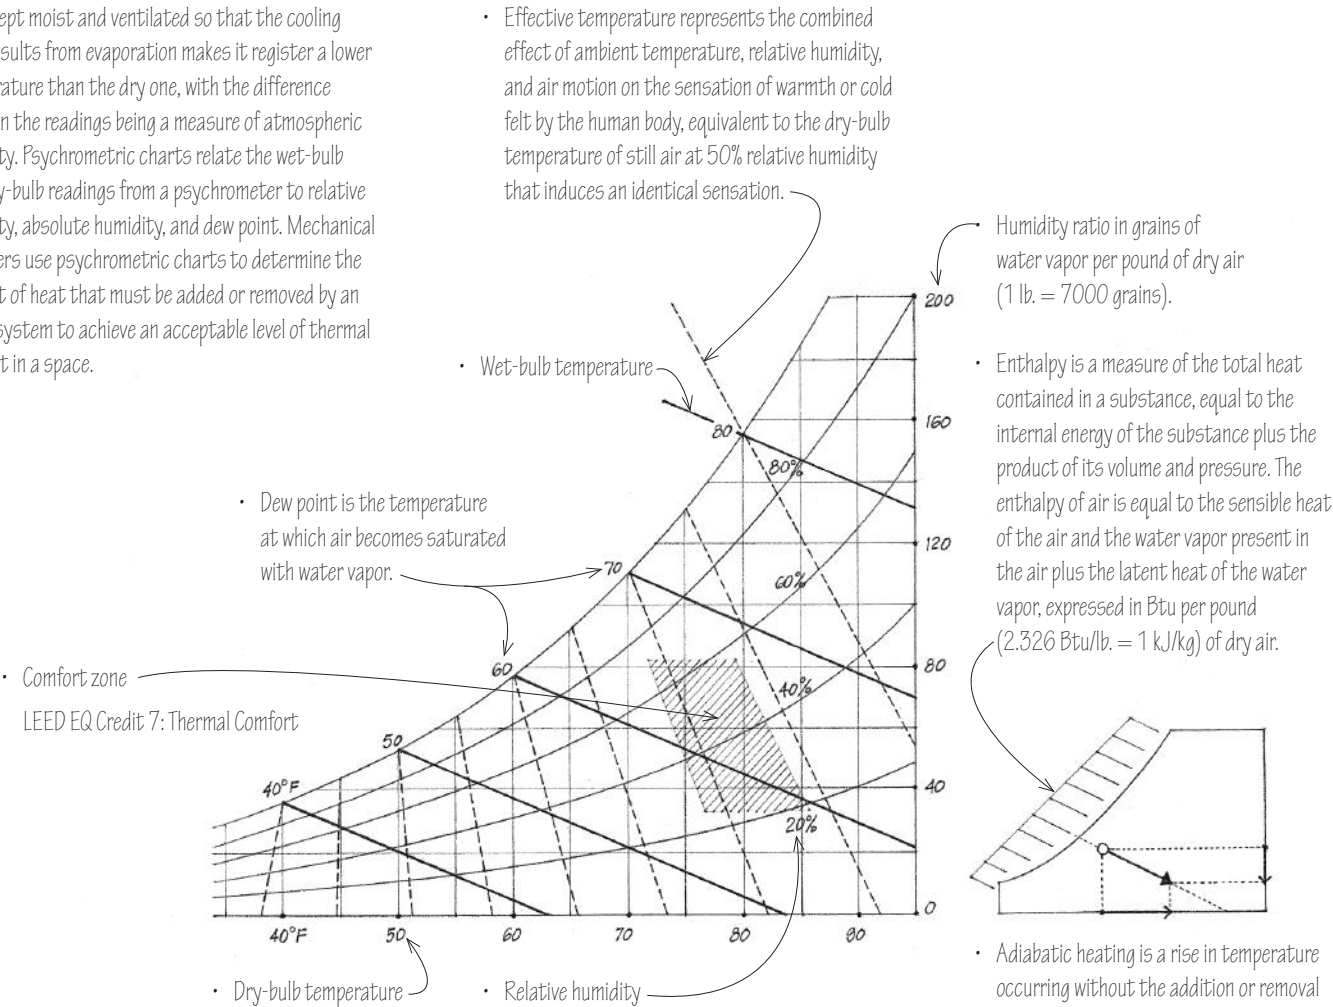 ept moist and ventilated so that the cooling
sults from evaporation makes it register a lower
ature than the dry one, with the difference
n the readings being a measure of atmospheric
ty. Psychrometric charts relate the wet-bulb
y-bulb readings from a psychrometer to relative
ty, absolute humidity, and dew point. Mechanical
ers use psychrometric charts to determine the
t of heat that must be added or removed by an
system to achieve an acceptable level of thermal
t in a space.
• Effective temperature represents the combined
effect of ambient temperature, relative humidity,
and air motion on the sensation of warmth or cold
felt by the human body, equivalent to the dry-bulb
temperature of still air at 50% relative humidity
that induces an identical sensation.
• Humidity ratio in grains of
water vapor per pound of dry air
(1 lb. = 7000 grains).
• Wet-bulb temperature
• Enthalpy is a measure of the total heat
contained in a substance, equal to the
internal energy of the substance plus the
product of its volume and pressure. The
enthalpy of air is equal to the sensible heat
of the air and the water vapor present in
the air plus the latent heat of the water
vapor, expressed in Btu per pound
(2.326 Btu/lb. = 1 kJ/kg) of dry air.
• Dew point is the temperature
at which air becomes saturated
with water vapor.
• Comfort zone
LEED EQ Credit 7: Thermal Comfort
200
160
120
80
40
0
80
70
60
50
40°F
80%
60%
40%
20%
40°F
50
60
70
80
90
• Dry-bulb temperature
• Relative humidity
• Adiabatic heating is a rise in temperature
occurring without the addition or removal